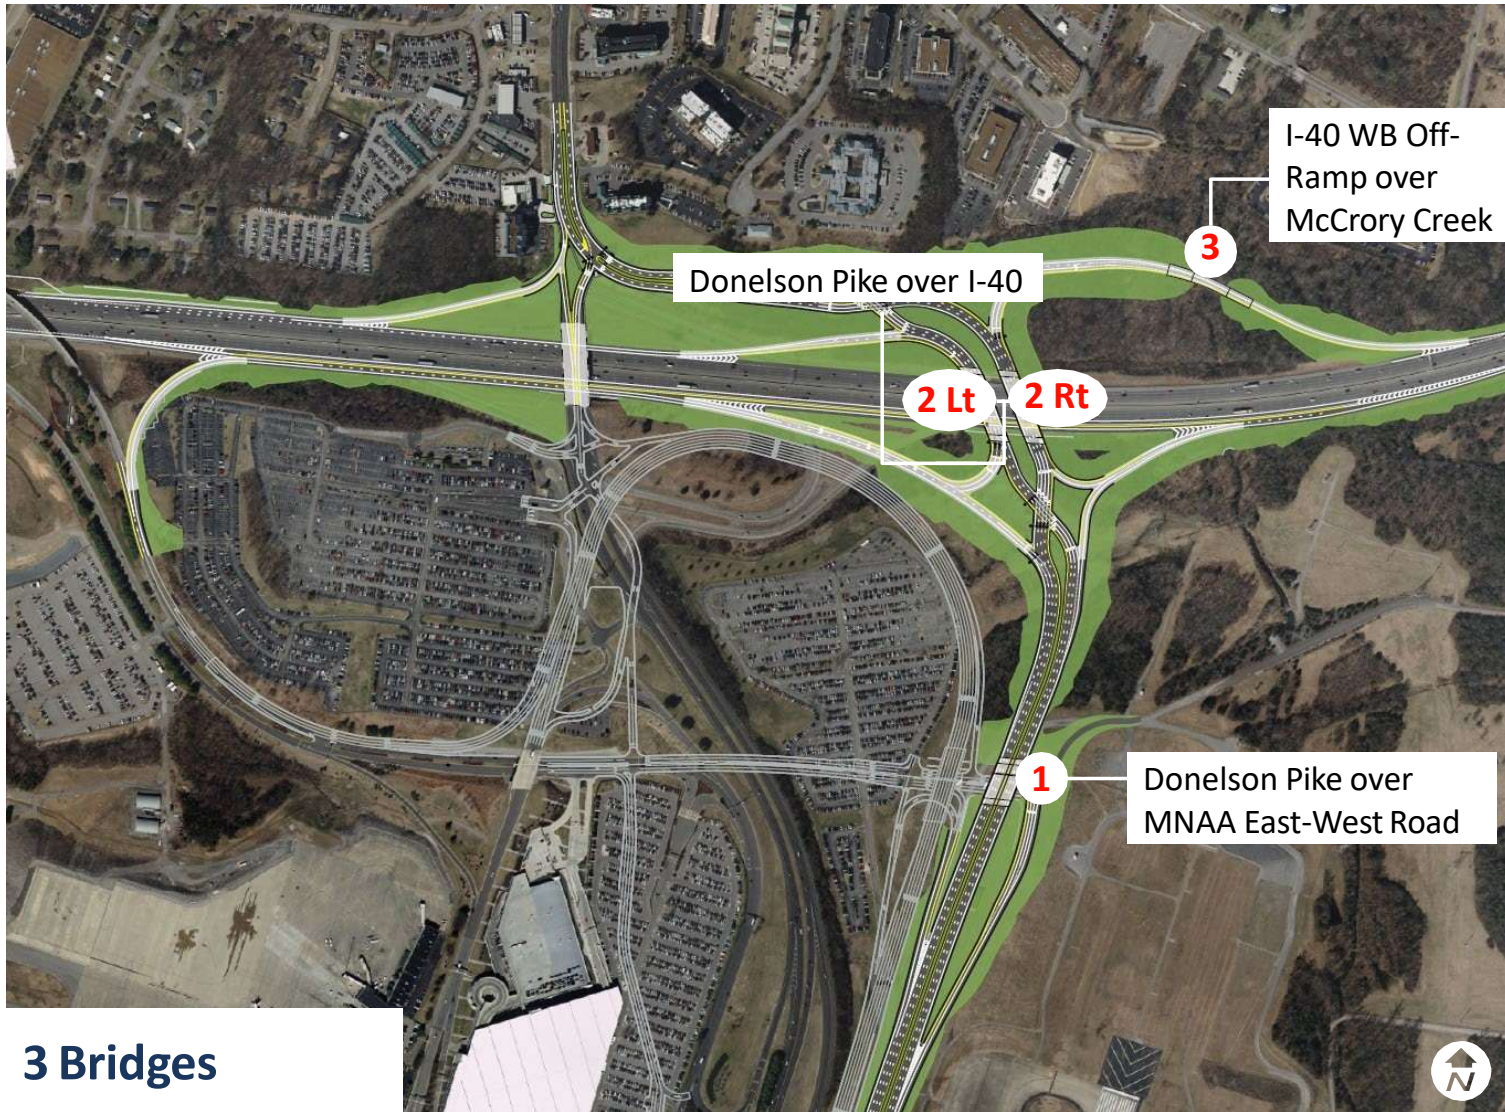 I-40 WB Off-
Ramp over
McCrory Creek
3
Donelson Pike over I-40
2 Lt
2 Rt
1
Donelson Pike over
MNAA East-West Road
3 Bridges
N